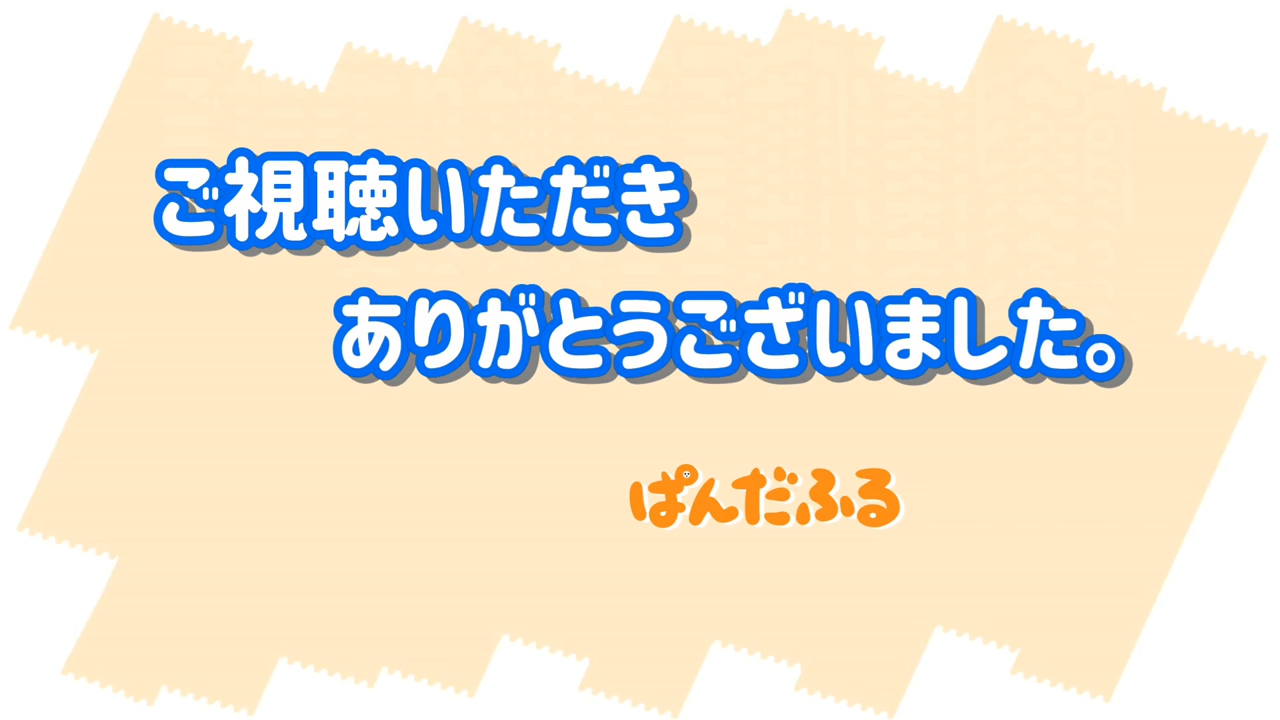 ご視聴いただき
ありがとうございました。
ぱんだふる